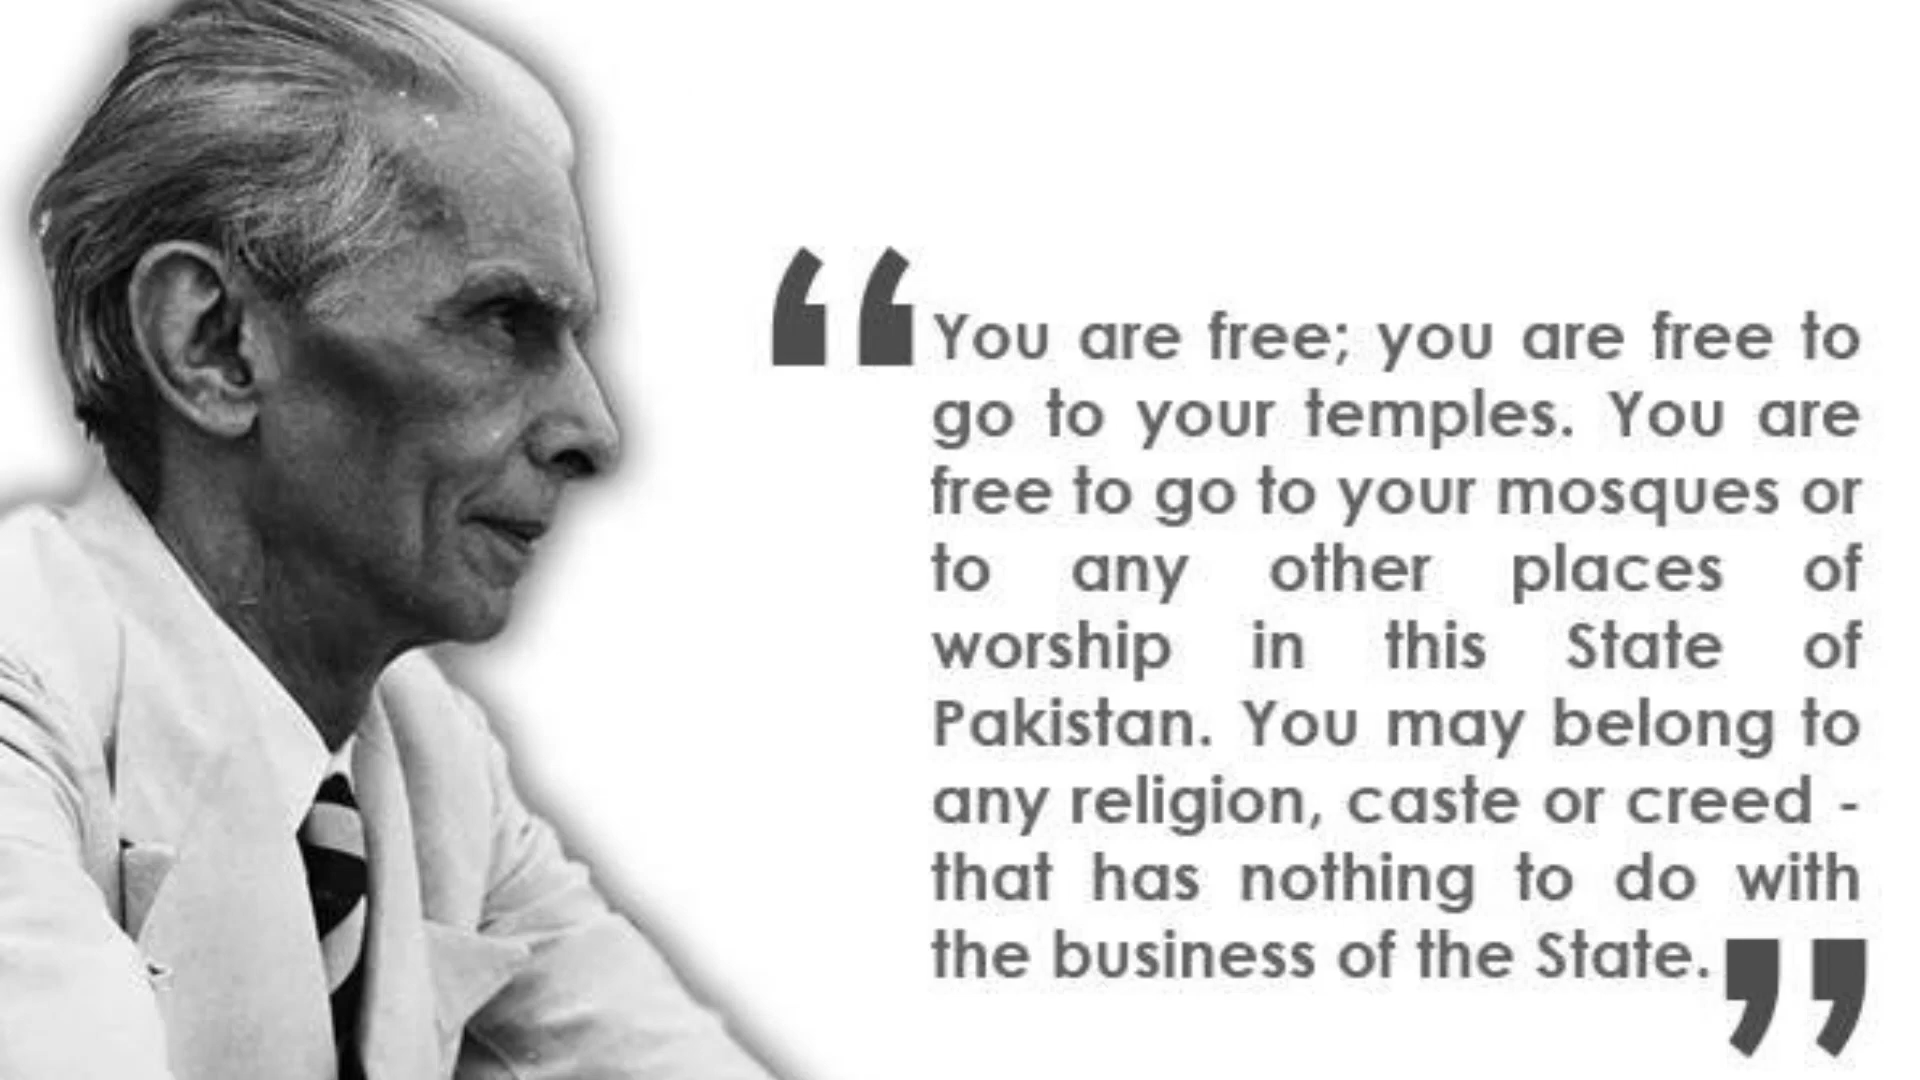 “You are free; you are free to
go to your temples. You are
free to go to your mosques or
to any other places of
worship in this State of
Pakistan. You may belong to
any religion, caste or creed -
that has nothing to do with
the business of the State.”